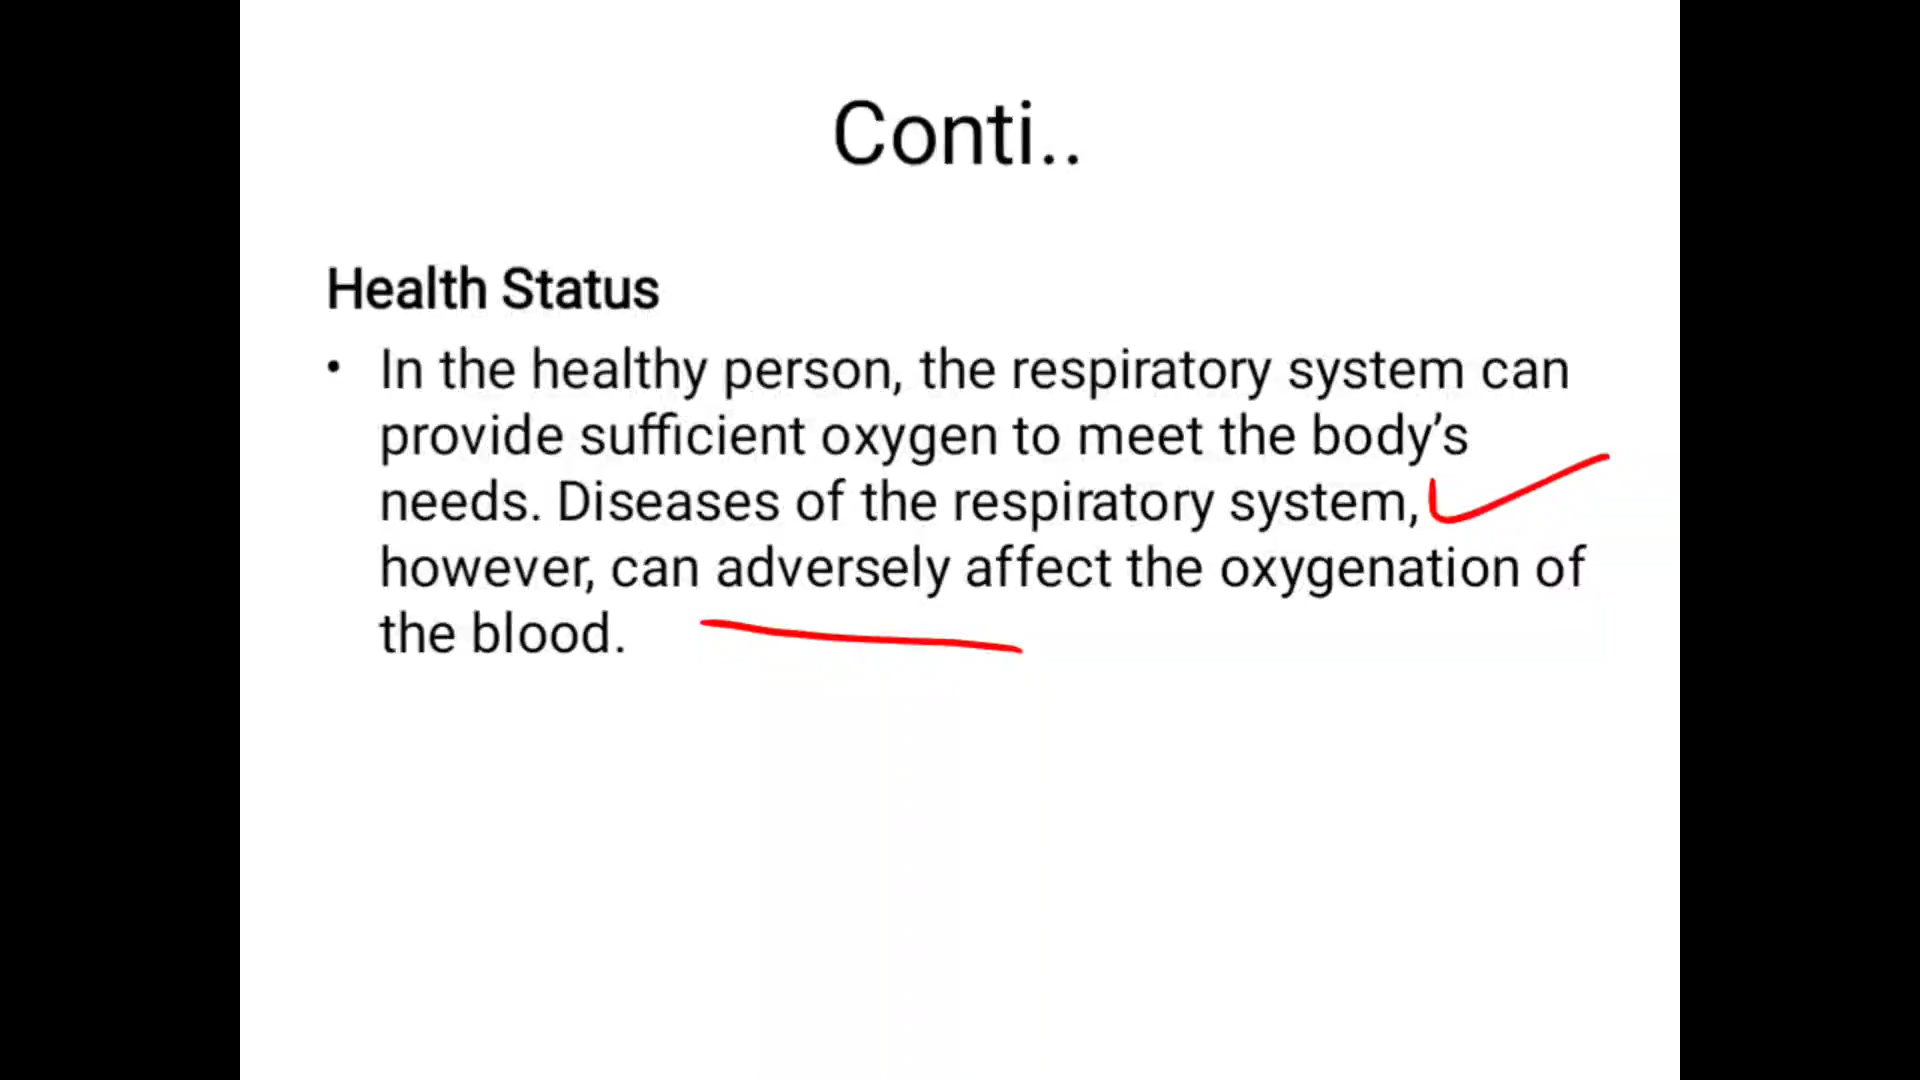 Conti..
Health Status
• In the healthy person, the respiratory system can
provide sufficient oxygen to meet the body’s
needs. Diseases of the respiratory system,
however, can adversely affect the oxygenation of
the blood.